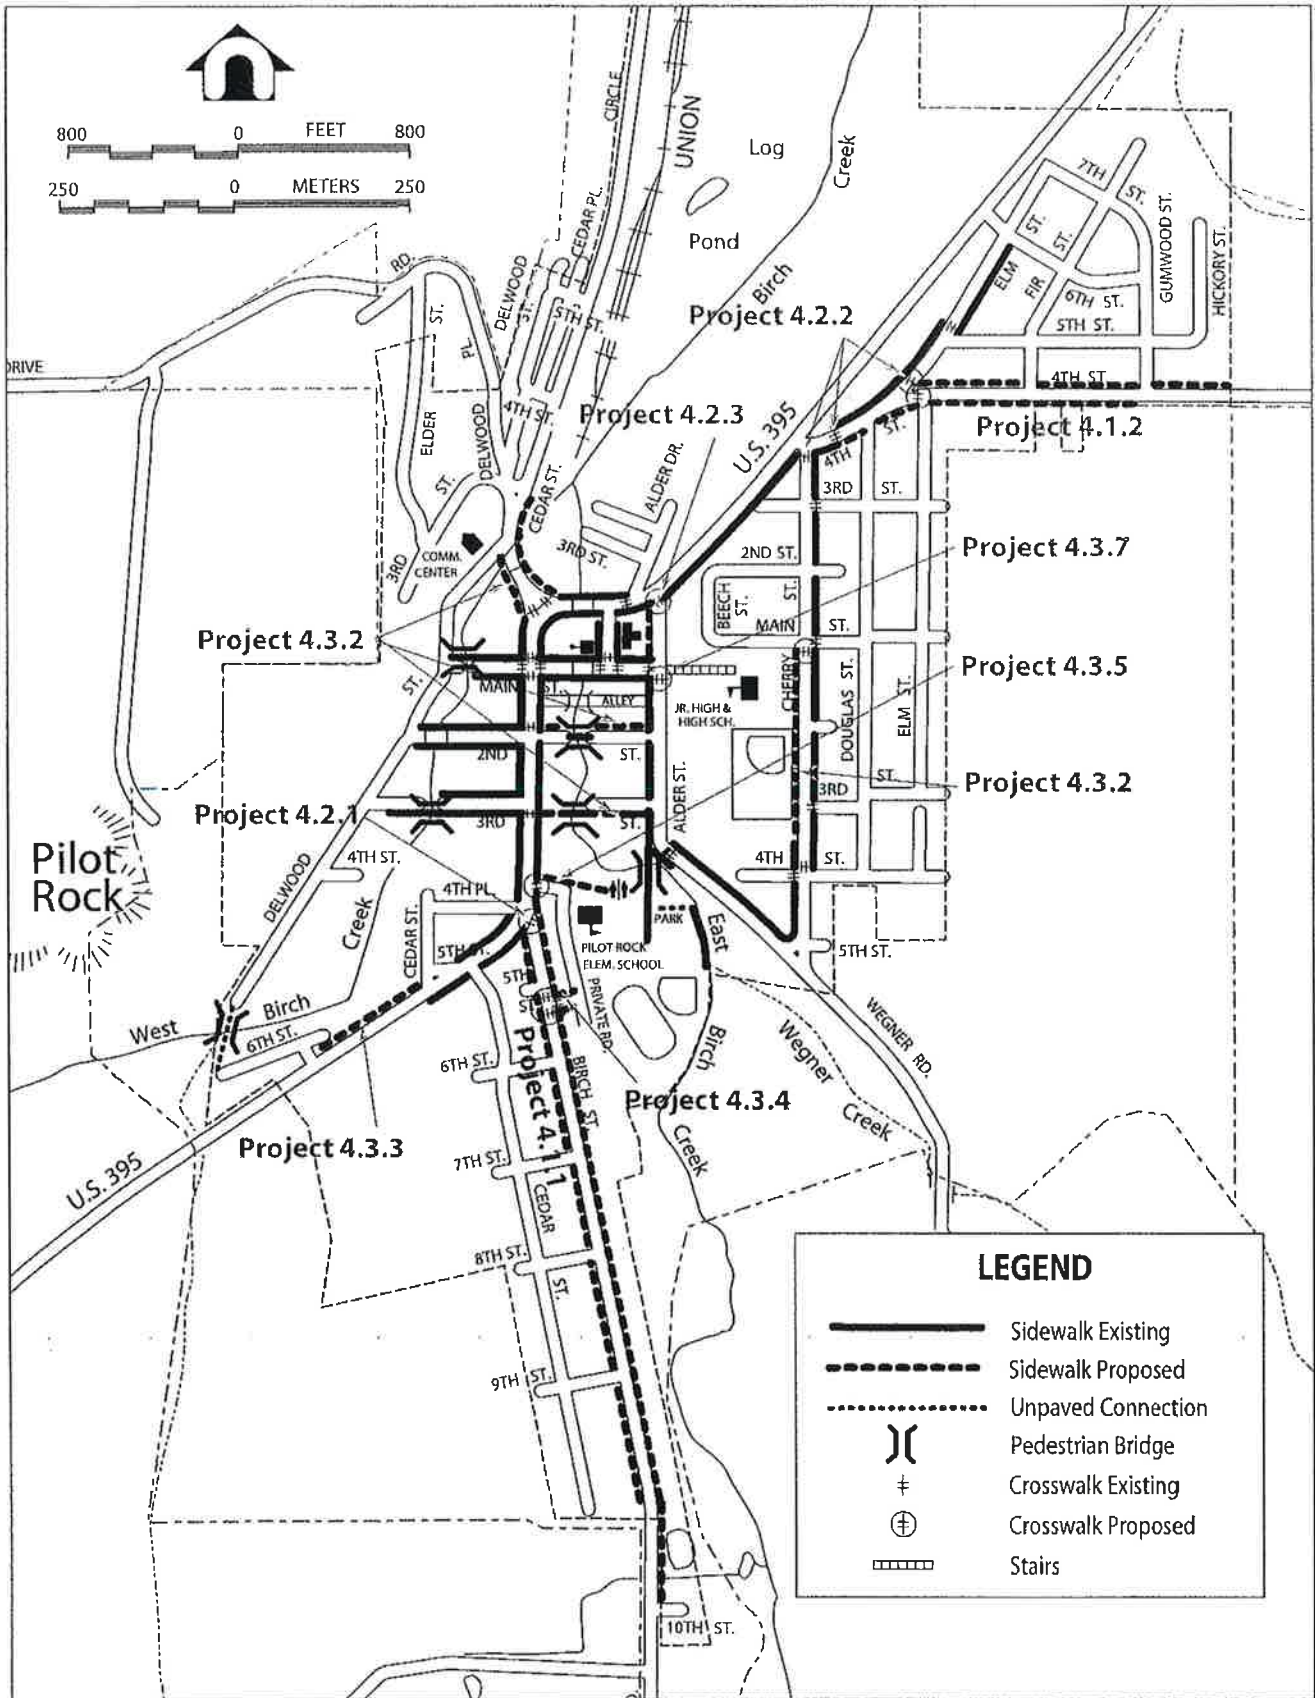 800 0 FEET 800
250 0 METERS 250
CIRCLE
UNION
Log
Pond
Creek
Birch
CEDAR PL.
DELWOOD
ST.
5TH ST.
4TH ST.
RD.
ST.
PL.
DRIVE
ELDER
DELWOOD
ST.
3RD
COMM.
CENTER
CEDAR ST.
7TH ST.
ST.
ST.
ELM
FIR
6TH ST.
5TH ST.
GUMWOOD ST.
HICKORY ST.
4TH ST.
Project 4.2.2
Project 4.2.3
U.S. 395
Project 4.1.2
4TH ST.
3RD ST.
ALDER DR.
3RD ST.
2ND ST.
BEECH
ST.
ST.
MAIN ST.
Project 4.3.7
Project 4.3.2
Project 4.3.5
ST.
MAIN ST.
ALLEY
JR. HIGH &
HIGH SCH.
CHERRY
DOUGLAS ST.
ELM ST.
2ND ST.
ST.
3RD
Project 4.3.2
Project 4.2.1
3RD ST.
ALDER ST.
Pilot
Rock
DELWOOD
4TH ST.
4TH PL.
4TH ST.
Creek
CEDAR ST.
PARK
East
PILOT ROCK
ELEM. SCHOOL
5TH ST.
5TH ST.
5TH
ST.
PRIVATE RD.
West Birch
6TH ST.
Birch
Wegner
Creek
WEGNER RD.
6TH ST.
Project 4.1.1
BIRCH ST
Project 4.3.4
Project 4.3.3
Creek
U.S. 395
7TH ST.
CEDAR
8TH ST.
ST.
9TH ST.
10TH ST.
LEGEND
Sidewalk Existing
Sidewalk Proposed
Unpaved Connection
Pedestrian Bridge
Crosswalk Existing
Crosswalk Proposed
Stairs